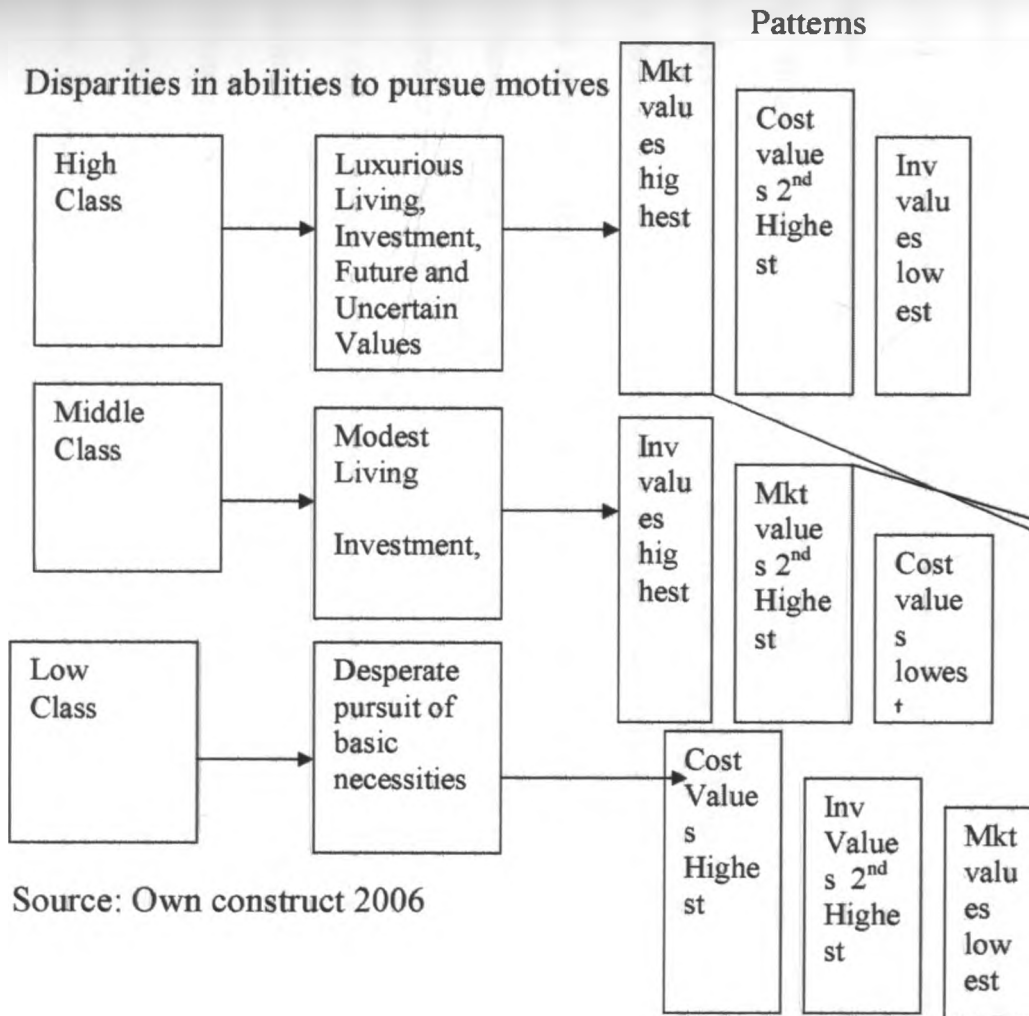 Patterns
Disparities in abilities to pursue motives
High
Class
Luxurious
Living,
Investment,
Future and
Uncertain
Values
Mkt
valu
es
hig
hest
Cost
value
s 2nd
Highe
st
Inv
valu
es
low
est
Middle
Class
Modest
Living
Investment,
Inv
valu
es
hig
hest
Mkt
value
s 2nd
Highe
st
Cost
value
s
lowes
t
Low
Class
Desperate
pursuit of
basic
necessities
Cost
Value
s
Highe
st
Inv
Value
s 2nd
Highe
st
Mkt
valu
es
low
est
Source: Own construct 2006